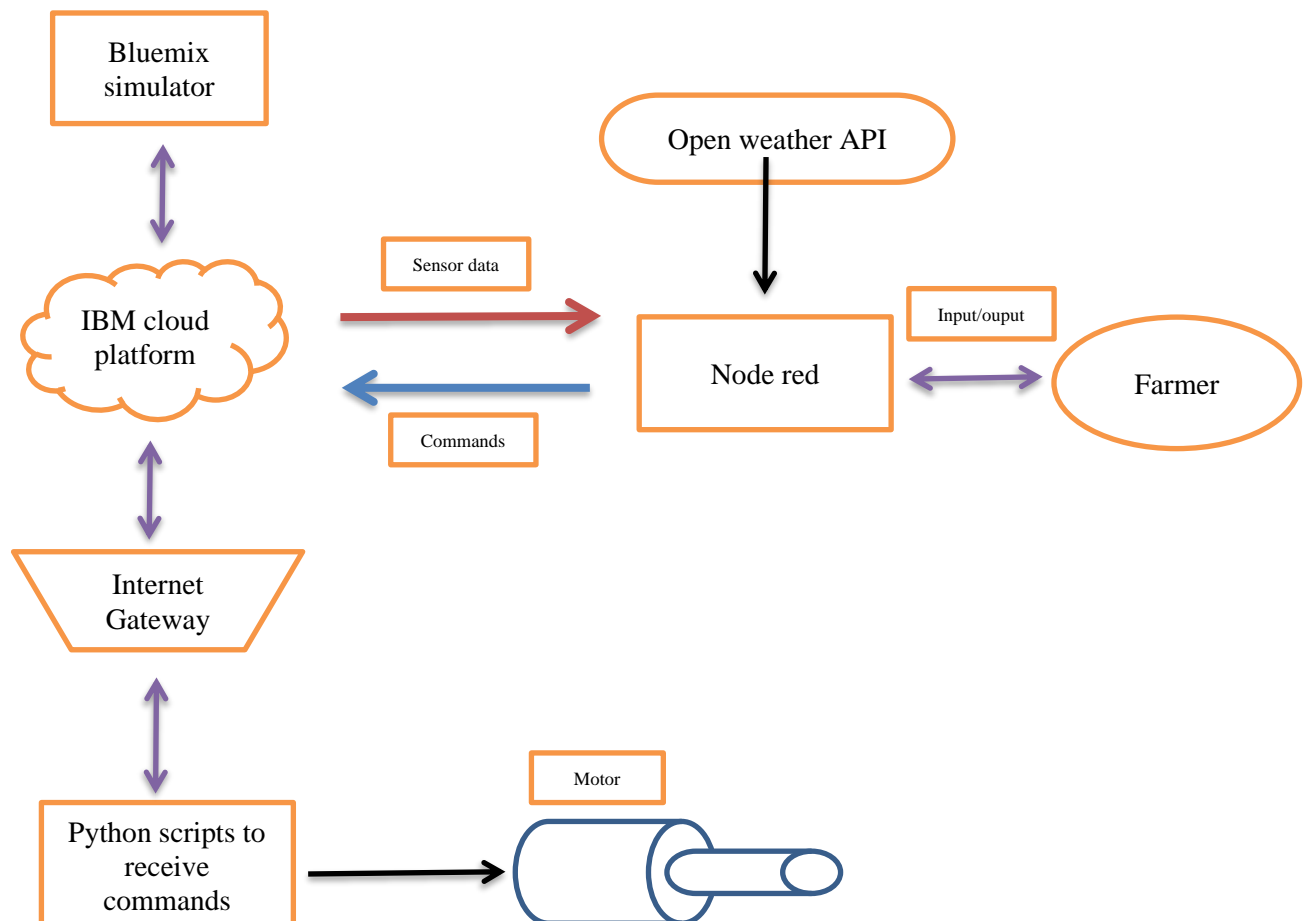 Bluemix
simulator
Open weather API
Sensor data
IBM cloud
platform
Input/ouput
Node red
Farmer
Commands
Internet
Gateway
Motor
Python scripts to
receive
commands